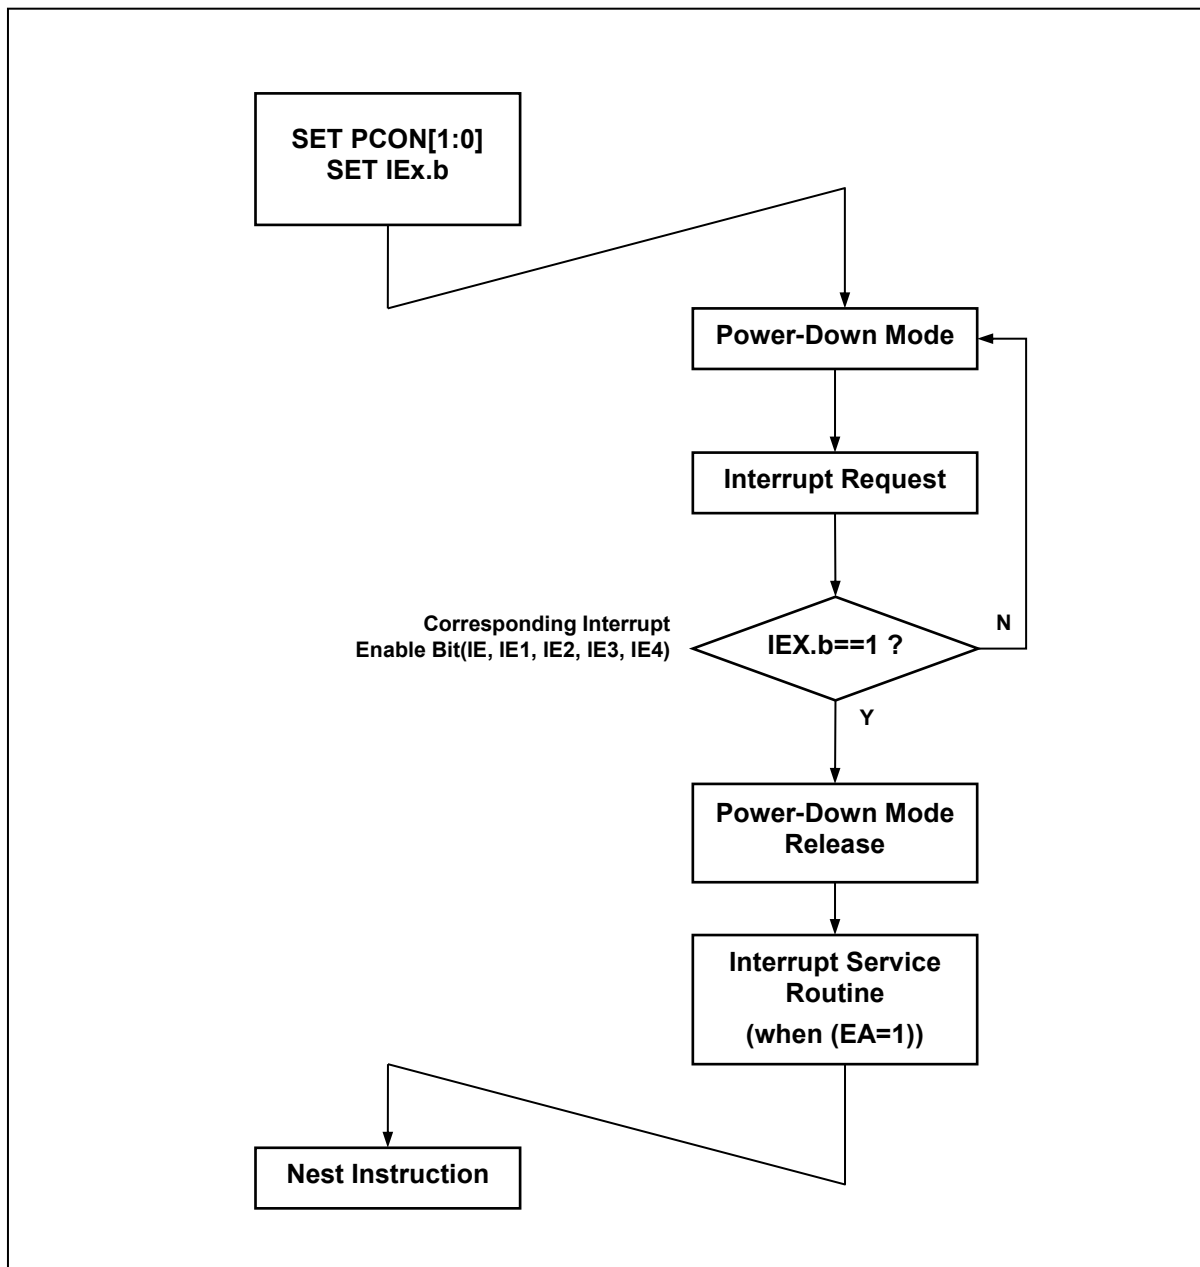 SET PCON[1:0]
SET IEx.b
Power-Down Mode
Interrupt Request
Corresponding Interrupt
Enable Bit(IE, IE1, IE2, IE3, IE4)
IEX.b==1 ?
N
Y
Power-Down Mode
Release
Interrupt Service
Routine
(when (EA=1))
Nest Instruction